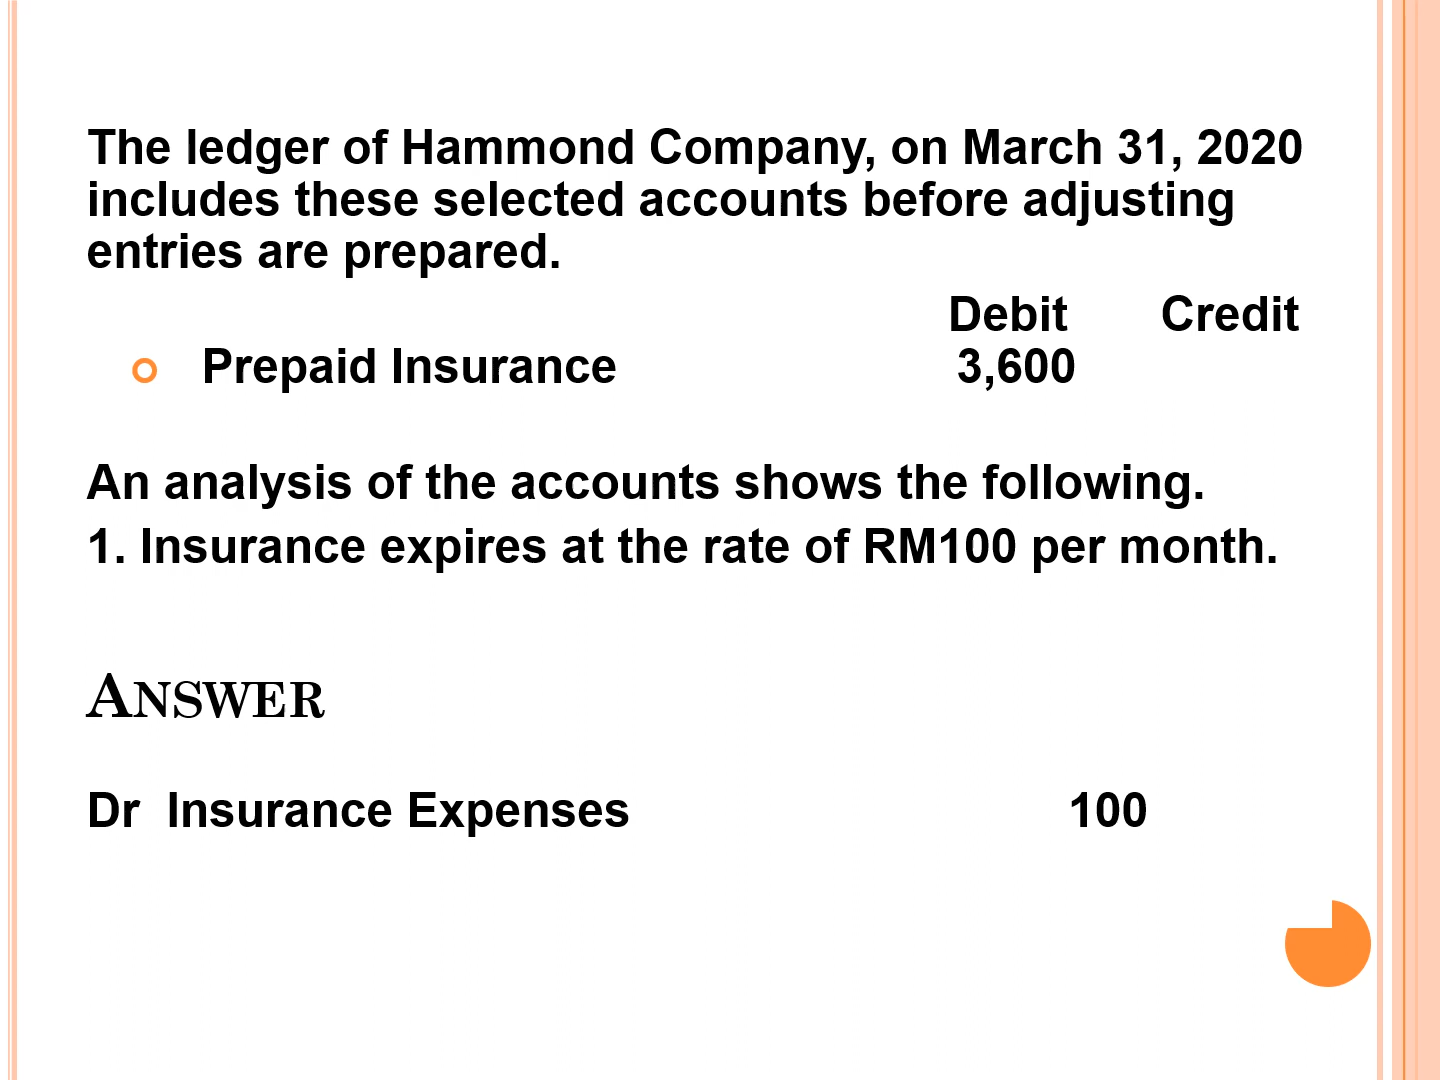 The ledger of Hammond Company, on March 31, 2020
includes these selected accounts before adjusting
entries are prepared.
Debit Credit
Prepaid Insurance 3,600
An analysis of the accounts shows the following.
1. Insurance expires at the rate of RM100 per month.
ANSWER
Dr Insurance Expenses 100